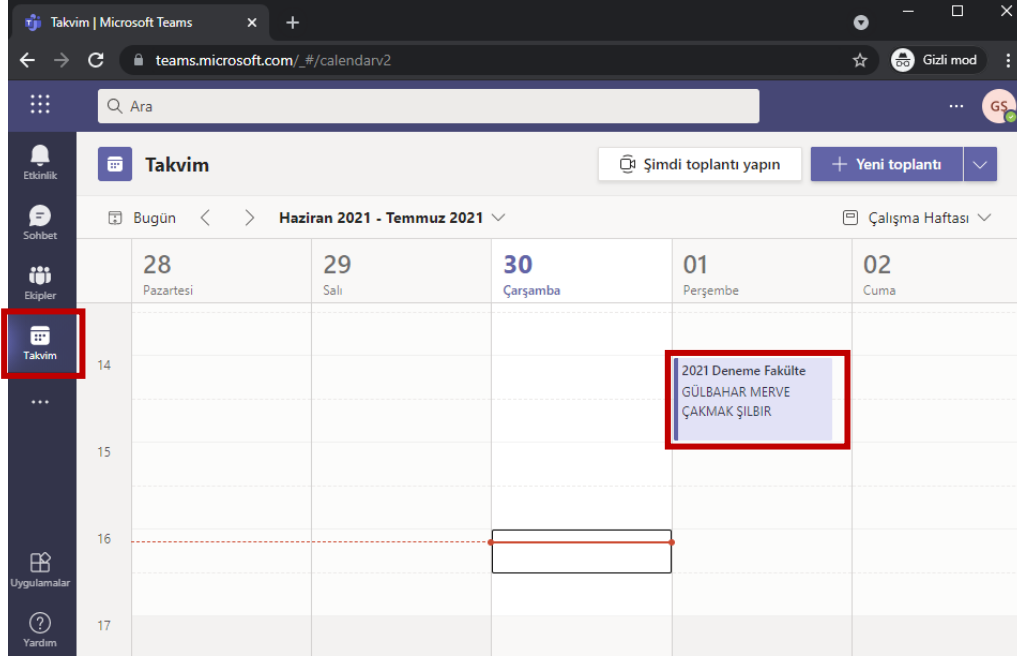 Takvim | Microsoft Teams
teams.microsoft.com/_#/calendarv2
Gizli mod
Ara
GS
Etkinlik
Sohbet
Ekipler
Takvim
Uygulamalar
Yardım
Takvim
Şimdi toplantı yapın
Yeni toplantı
Bugün
Haziran 2021 - Temmuz 2021
Çalışma Haftası
28
Pazartesi
29
Salı
30
Çarşamba
01
Perşembe
02
Cuma
14
2021 Deneme Fakülte
GÜLBAHAR MERVE
ÇAKMAK ŞILBIR
15
16
17